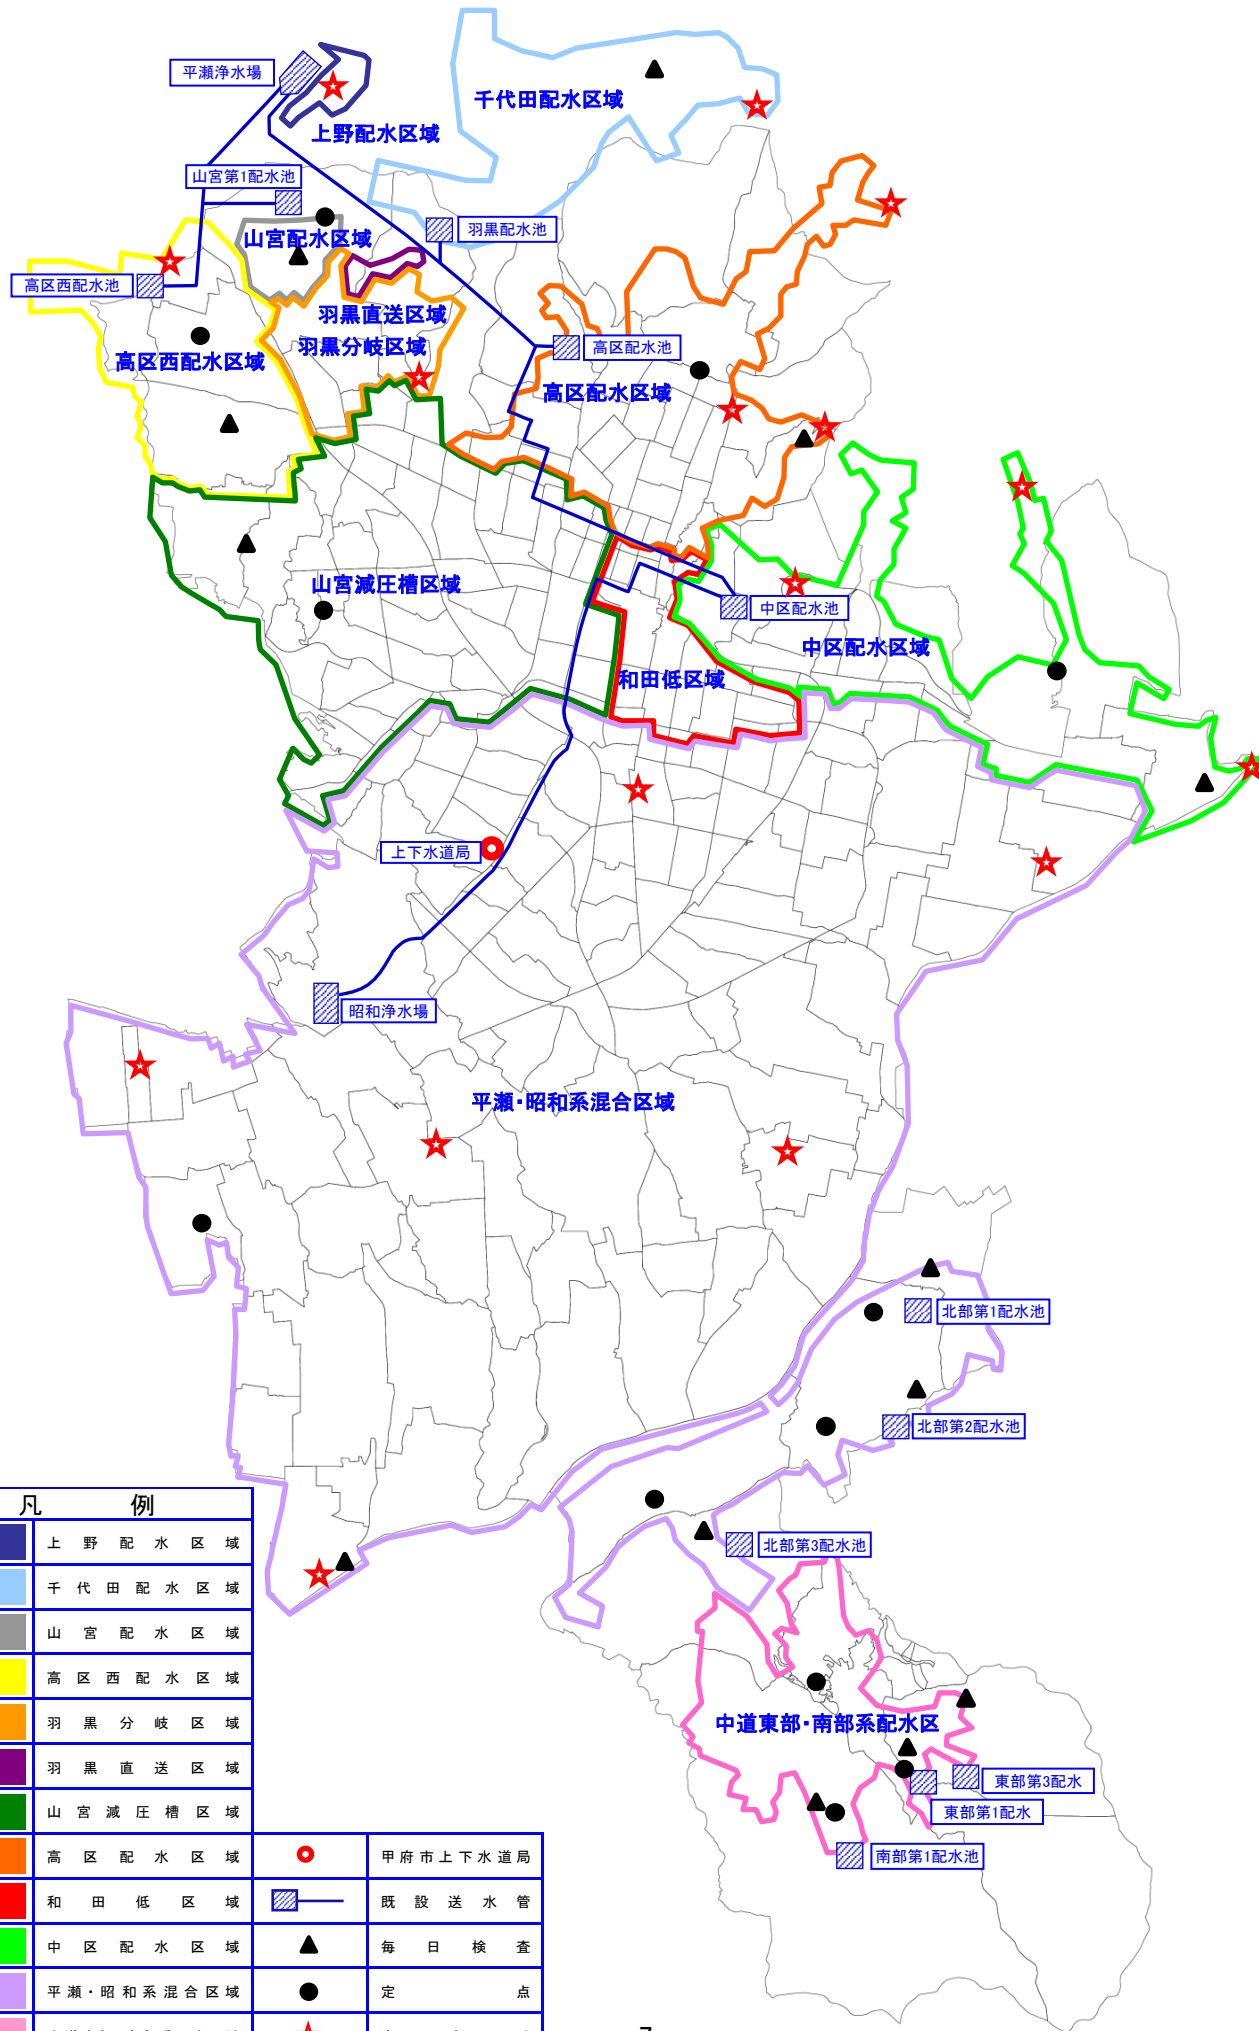 平瀬浄水場
千代田配水区域
上野配水区域
山宮第1配水池
羽黒配水池
山宮配水区域
高区西配水池
羽黒直送区域
羽黒分岐区域
高区配水池
高区西配水区域
高区配水区域
山宮減圧槽区域
中区配水池
中区配水区域
和田低区域
上下水道局
昭和浄水場
平瀬・昭和系混合区域
北部第1配水池
北部第2配水池
北部第3配水池
中道東部・南部系配水区
東部第3配水
東部第1配水
南部第1配水池
凡例
上野配水区域
千代田配水区域
山宮配水区域
高区西配水区域
羽黒分岐区域
羽黒直送区域
山宮減圧槽区域
高区配水区域 甲府市上下水道局
和田低区域 既設送水管
中区配水区域 毎日検査
平瀬・昭和系混合区域 定点